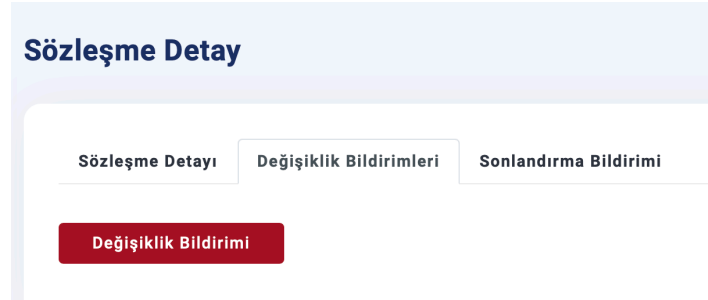 Sözleşme Detay
Sözleşme Detayı Değişiklik Bildirimleri Sonlandırma Bildirimi
Değişiklik Bildirimi